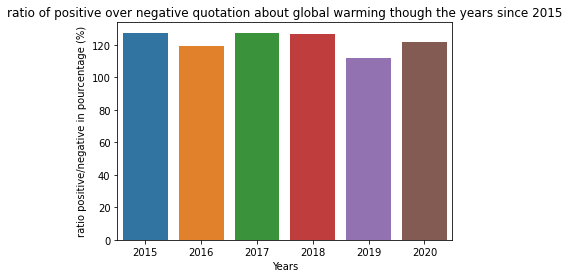 ratio of positive over negative quotation about global warming though the years since 2015
ratio positive/negative in pourcentage (%)
120
100
80
60
40
20
0
2015 2016 2017 2018 2019 2020
Years